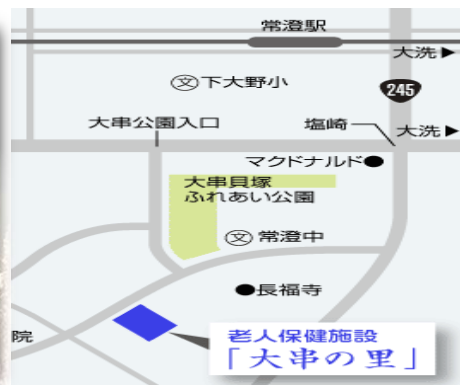 常澄駅
大洗▶
㊛下大野小
245
大串公園入口
塩崎
大洗▶
マクドナルド●
大串貝塚
ふれあい公園
文常澄中
●長福寺
院
老人保健施設
「大串の里」